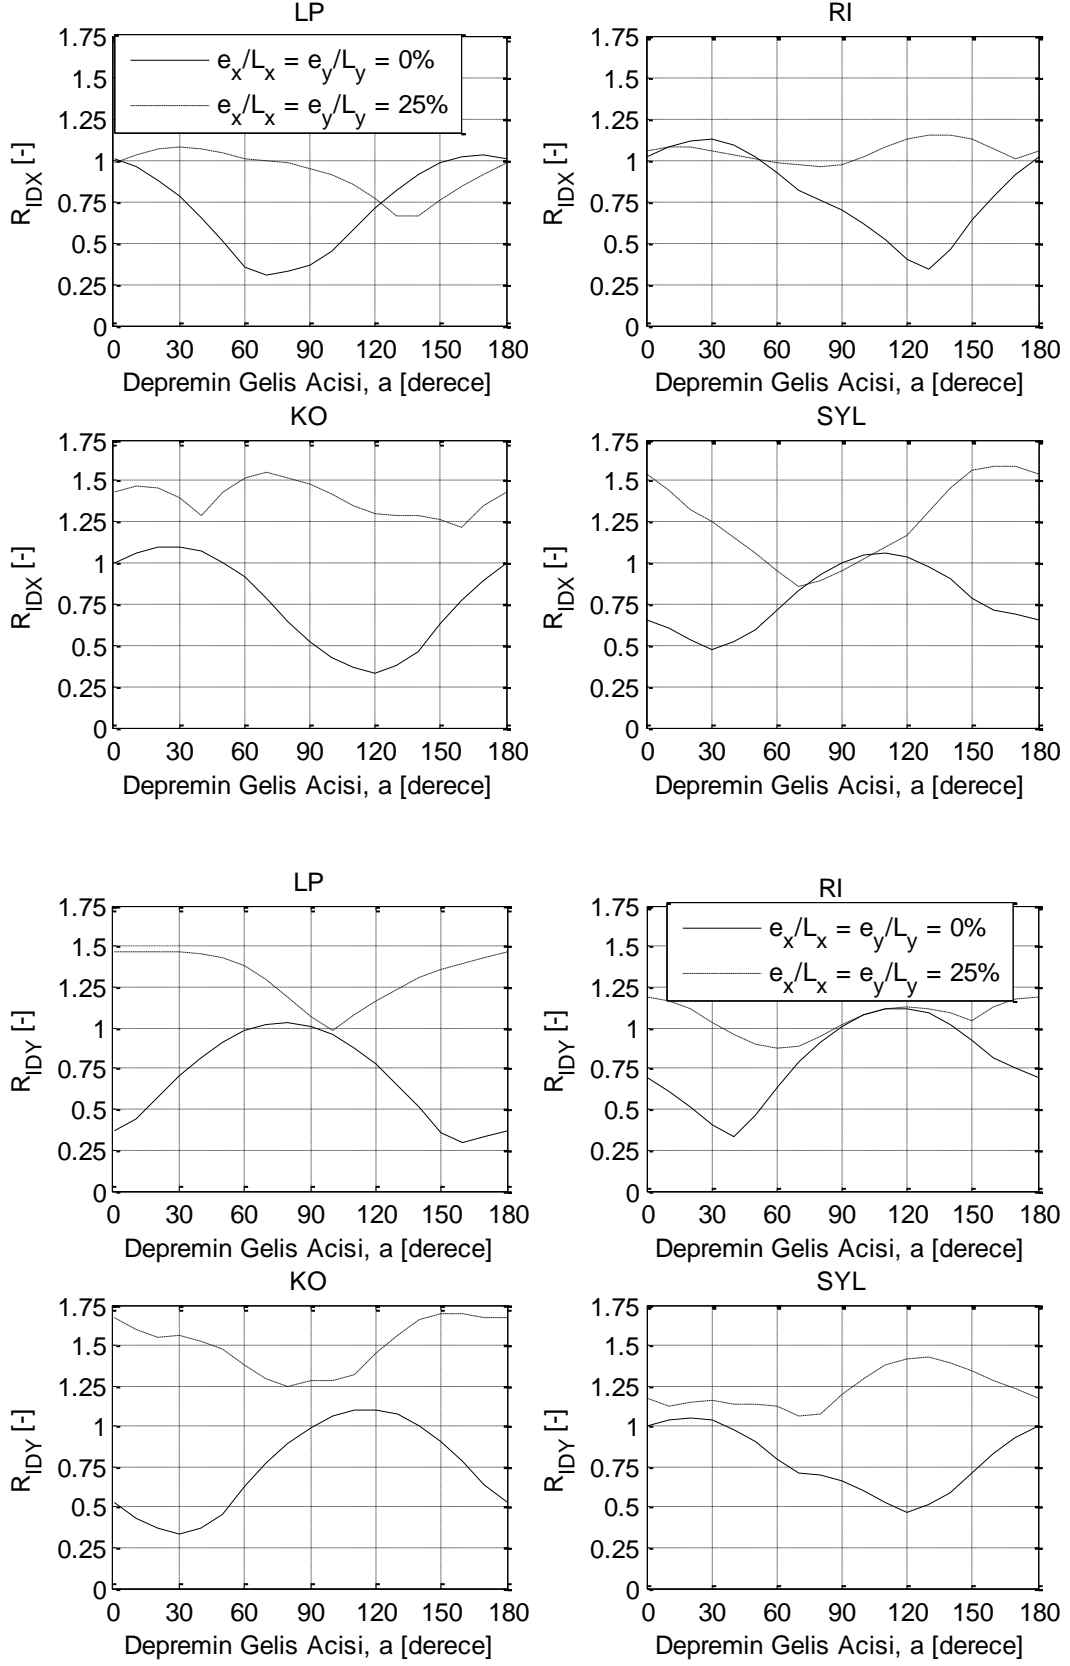 LP
1.75
1.5
1.25
1
0.75
0.5
0.25
0
R_IDX [-]
e_x/L_x = e_y/L_y = 0%
e_x/L_x = e_y/L_y = 25%
0 30 60 90 120 150 180
Depremin Gelis Acisi, a [derece]
RI
1.75
1.5
1.25
1
0.75
0.5
0.25
0
R_IDX [-]
0 30 60 90 120 150 180
Depremin Gelis Acisi, a [derece]
KO
1.75
1.5
1.25
1
0.75
0.5
0.25
0
R_IDX [-]
0 30 60 90 120 150 180
Depremin Gelis Acisi, a [derece]
SYL
1.75
1.5
1.25
1
0.75
0.5
0.25
0
R_IDX [-]
0 30 60 90 120 150 180
Depremin Gelis Acisi, a [derece]
LP
1.75
1.5
1.25
1
0.75
0.5
0.25
0
R_IDY [-]
0 30 60 90 120 150 180
Depremin Gelis Acisi, a [derece]
RI
1.75
1.5
1.25
1
0.75
0.5
0.25
0
R_IDY [-]
e_x/L_x = e_y/L_y = 0%
e_x/L_x = e_y/L_y = 25%
0 30 60 90 120 150 180
Depremin Gelis Acisi, a [derece]
KO
1.75
1.5
1.25
1
0.75
0.5
0.25
0
R_IDY [-]
0 30 60 90 120 150 180
Depremin Gelis Acisi, a [derece]
SYL
1.75
1.5
1.25
1
0.75
0.5
0.25
0
R_IDY [-]
0 30 60 90 120 150 180
Depremin Gelis Acisi, a [derece]